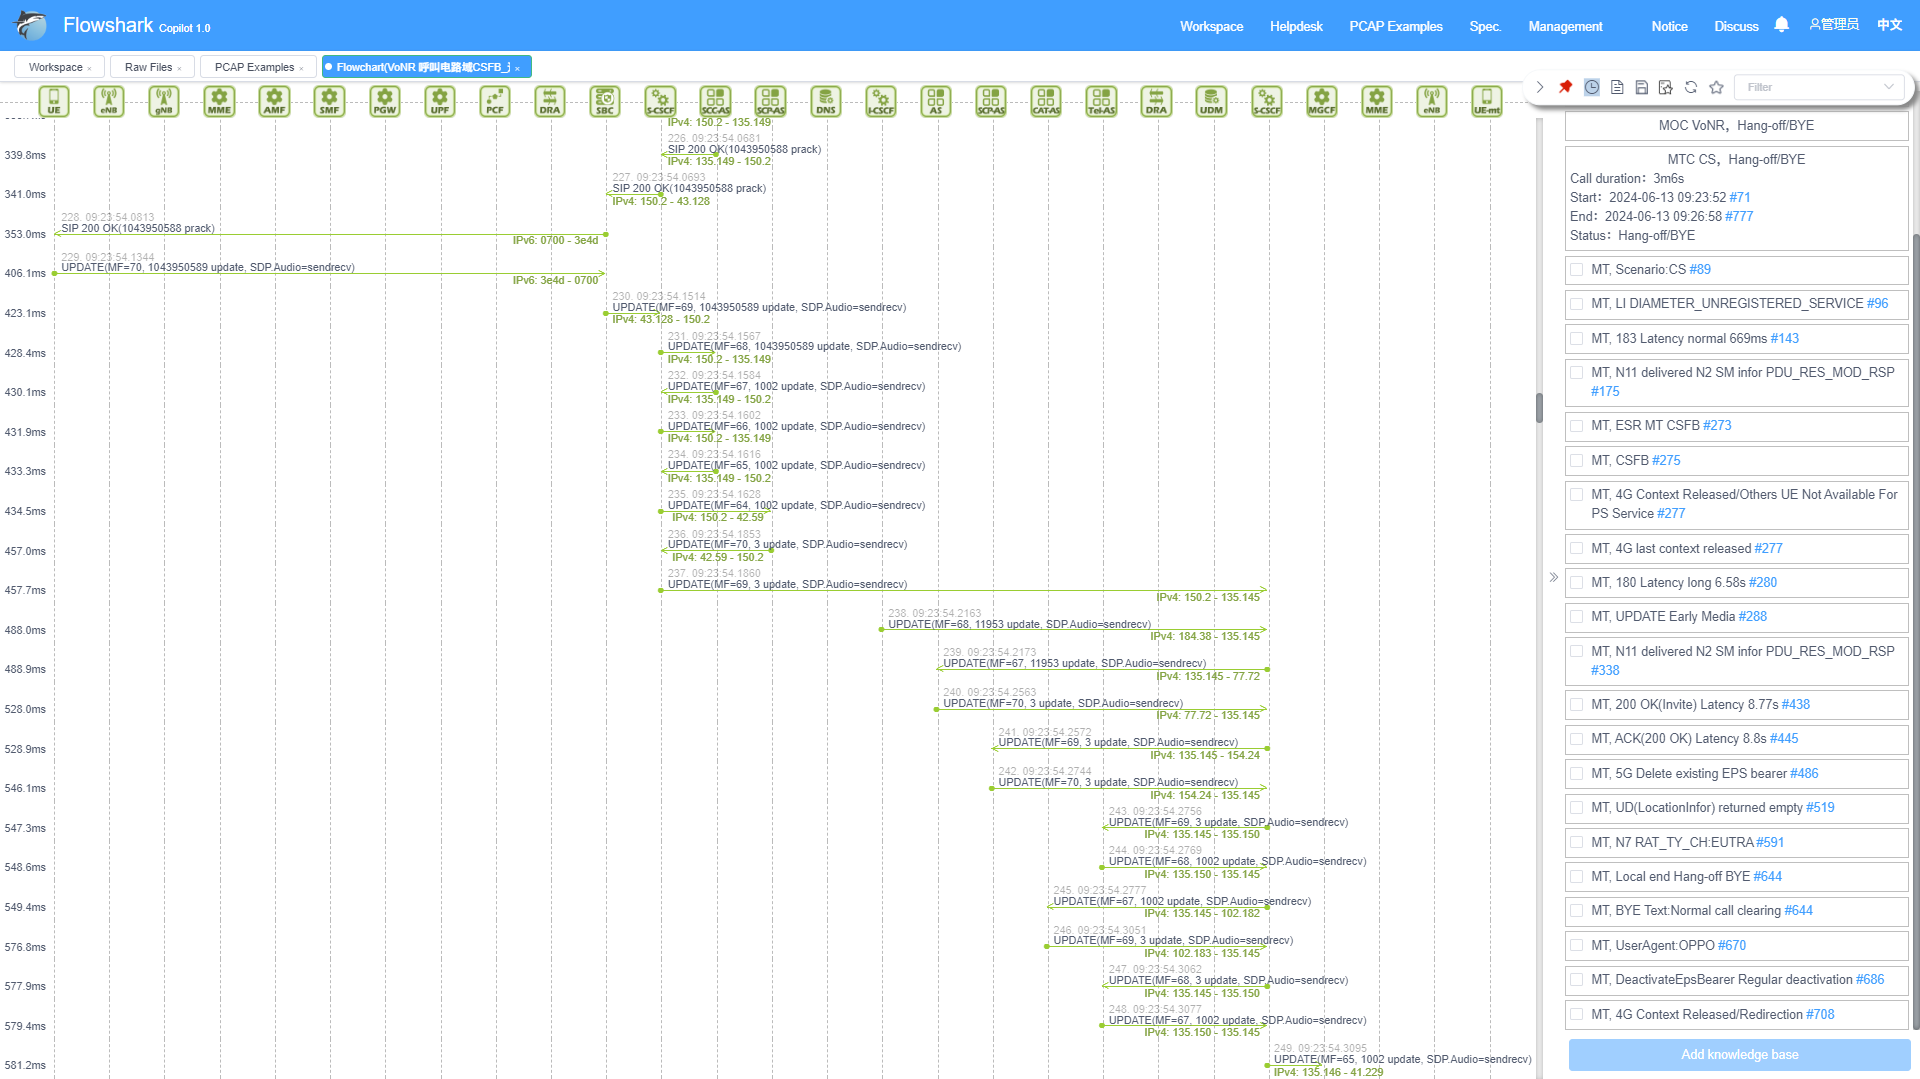 Flowshark Copilot 1.0
Workspace Helpdesk PCAP Examples Spec. Management Notice Discuss 管理员 中文
Workspace × Raw Files × PCAP Examples ×
UE eNB gNB MME AMF SMF PGW UPF PCF DRA SBC S-CSCF SCC-AS SCP-AS DNS I-CSCF AS SCP-AS CAT-AS Tel-AS DRA UDM S-CSCF MGCF MME eNB UE-mt
Filter
IPv4: 150.2 - 135.149
226. 09:23:54.0681
339.8ms SIP 200 OK(1043950588 prack)
IPv4: 135.149 - 150.2
227. 09:23:54.0693
341.0ms SIP 200 OK(1043950588 prack)
IPv4: 150.2 - 43.128
228. 09:23:54.0813
353.0ms SIP 200 OK(1043950588 prack)
IPv6: 0700 - 3e4d
229. 09:23:54.1344
406.1ms UPDATE(MF=70, 1043950589 update, SDP.Audio=sendrecv)
IPv6: 3e4d - 0700
230. 09:23:54.1514
423.1ms UPDATE(MF=69, 1043950589 update, SDP.Audio=sendrecv)
IPv4: 43.128 - 150.2
231. 09:23:54.1567
428.4ms UPDATE(MF=68, 1043950589 update, SDP.Audio=sendrecv)
IPv4: 150.2 - 135.149
232. 09:23:54.1584
430.1ms UPDATE(MF=67, 1002 update, SDP.Audio=sendrecv)
IPv4: 135.149 - 150.2
233. 09:23:54.1602
431.9ms UPDATE(MF=66, 1002 update, SDP.Audio=sendrecv)
IPv4: 150.2 - 135.149
234. 09:23:54.1616
433.3ms UPDATE(MF=65, 1002 update, SDP.Audio=sendrecv)
IPv4: 135.149 - 150.2
235. 09:23:54.1628
434.5ms UPDATE(MF=64, 1002 update, SDP.Audio=sendrecv)
IPv4: 150.2 - 42.59
236. 09:23:54.1853
457.0ms UPDATE(MF=70, 3 update, SDP.Audio=sendrecv)
IPv4: 42.59 - 150.2
237. 09:23:54.1860
457.7ms UPDATE(MF=69, 3 update, SDP.Audio=sendrecv)
IPv4: 150.2 - 135.145
238. 09:23:54.2163
488.0ms UPDATE(MF=68, 11953 update, SDP.Audio=sendrecv)
IPv4: 184.38 - 135.145
239. 09:23:54.2173
488.9ms UPDATE(MF=67, 11953 update, SDP.Audio=sendrecv)
IPv4: 135.145 - 77.72
240. 09:23:54.2563
528.0ms UPDATE(MF=70, 3 update, SDP.Audio=sendrecv)
IPv4: 77.72 - 135.145
241. 09:23:54.2572
528.9ms UPDATE(MF=69, 3 update, SDP.Audio=sendrecv)
IPv4: 135.145 - 154.24
242. 09:23:54.2744
546.1ms UPDATE(MF=70, 3 update, SDP.Audio=sendrecv)
IPv4: 154.24 - 135.145
243. 09:23:54.2756
547.3ms UPDATE(MF=69, 3 update, SDP.Audio=sendrecv)
IPv4: 135.145 - 135.150
244. 09:23:54.2769
548.6ms UPDATE(MF=68, 1002 update, SDP.Audio=sendrecv)
IPv4: 135.150 - 135.145
245. 09:23:54.2777
549.4ms UPDATE(MF=67, 1002 update, SDP.Audio=sendrecv)
IPv4: 135.145 - 102.182
246. 09:23:54.3051
576.8ms UPDATE(MF=69, 3 update, SDP.Audio=sendrecv)
IPv4: 102.183 - 135.145
247. 09:23:54.3062
577.9ms UPDATE(MF=68, 3 update, SDP.Audio=sendrecv)
IPv4: 135.145 - 135.150
248. 09:23:54.3077
579.4ms UPDATE(MF=67, 1002 update, SDP.Audio=sendrecv)
IPv4: 135.150 - 135.145
249. 09:23:54.3095
581.2ms UPDATE(MF=65, 1002 update, SDP.Audio=sendrecv)
IPv4: 135.146 - 41.229
MOC VoNR，Hang-off/BYE
MTC CS，Hang-off/BYE
Call duration：3m6s
Start：2024-06-13 09:23:52 #71
End：2024-06-13 09:26:58 #777
Status：Hang-off/BYE
MT, Scenario:CS #89
MT, LI DIAMETER_UNREGISTERED_SERVICE #96
MT, 183 Latency normal 669ms #143
MT, N11 delivered N2 SM infor PDU_RES_MOD_RSP
#175
MT, ESR MT CSFB #273
MT, CSFB #275
MT, 4G Context Released/Others UE Not Available For
PS Service #277
MT, 4G last context released #277
MT, 180 Latency long 6.58s #280
MT, UPDATE Early Media #288
MT, N11 delivered N2 SM infor PDU_RES_MOD_RSP
#338
MT, 200 OK(Invite) Latency 8.77s #438
MT, ACK(200 OK) Latency 8.8s #445
MT, 5G Delete existing EPS bearer #486
MT, UD(LocationInfor) returned empty #519
MT, N7 RAT_TY_CH:EUTRA #591
MT, Local end Hang-off BYE #644
MT, BYE Text:Normal call clearing #644
MT, UserAgent:OPPO #670
MT, DeactivateEpsBearer Regular deactivation #686
MT, 4G Context Released/Redirection #708
Add knowledge base